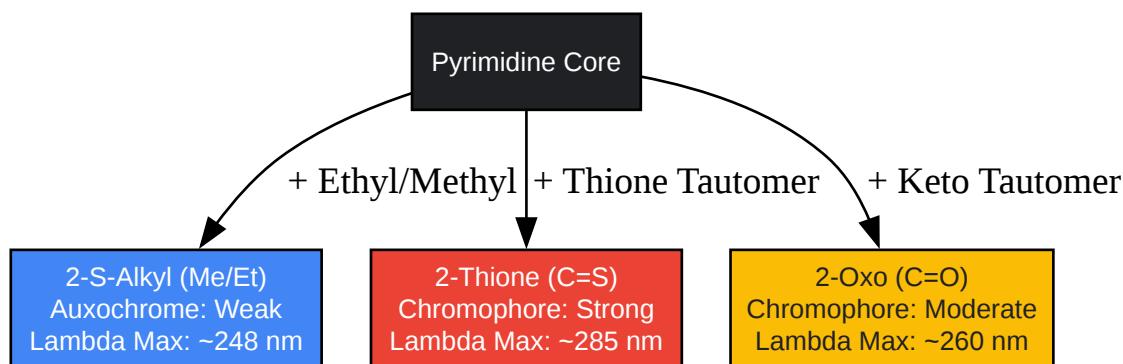 Pyrimidine Core
+ Ethyl/Methyl
+ Thione Tautomer
+ Keto Tautomer
2-S-Alkyl (Me/Et)
Auxochrome: Weak
Lambda Max: ~248 nm
2-Thione (C=S)
Chromophore: Strong
Lambda Max: ~285 nm
2-Oxo (C=O)
Chromophore: Moderate
Lambda Max: ~260 nm